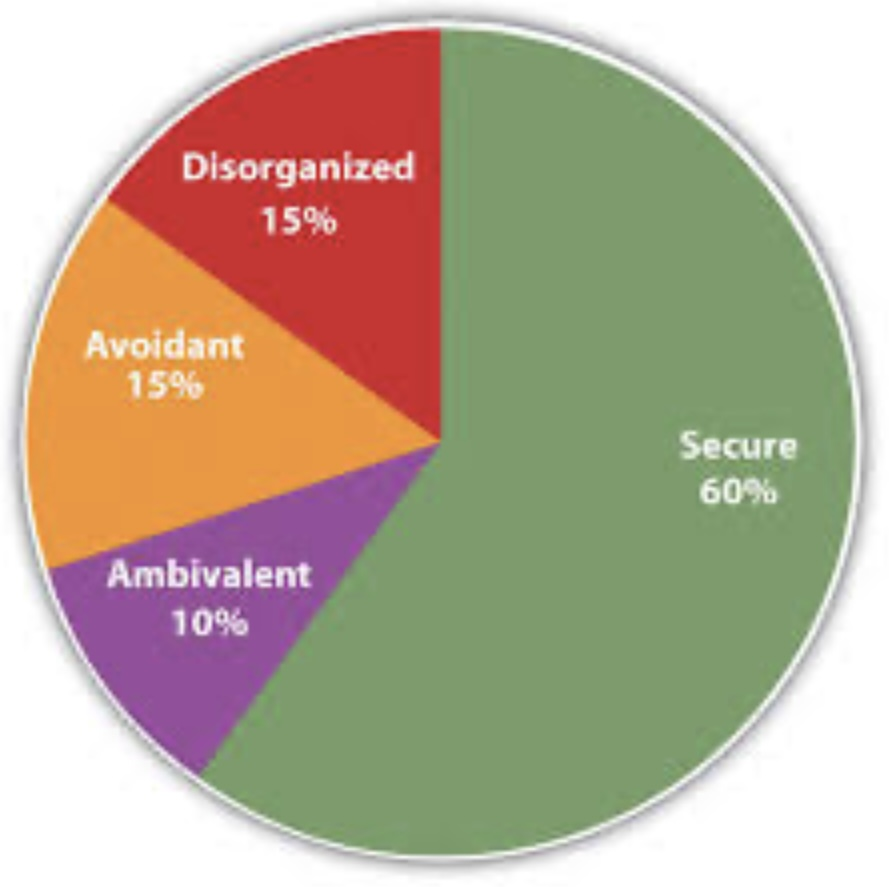 Disorganized
15%
Avoidant
15%
Secure
60%
Ambivalent
10%